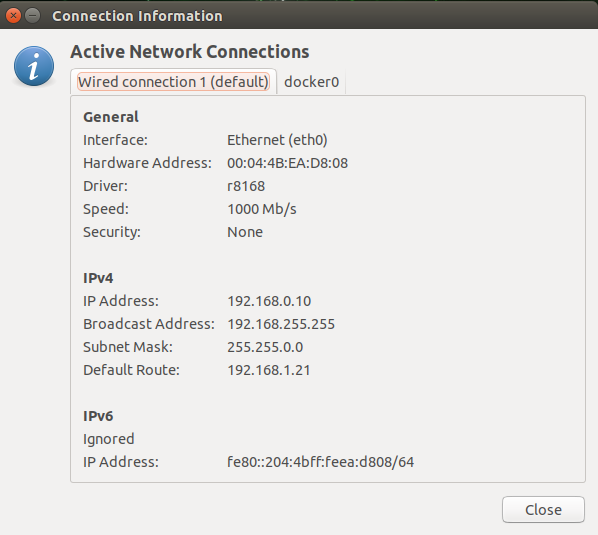 Connection Information
Active Network Connections
Wired connection 1 (default) docker0
General
Interface: Ethernet (eth0)
Hardware Address: 00:04:4B:EA:D8:08
Driver: r8168
Speed: 1000 Mb/s
Security: None
IPv4
IP Address: 192.168.0.10
Broadcast Address: 192.168.255.255
Subnet Mask: 255.255.0.0
Default Route: 192.168.1.21
IPv6
Ignored
IP Address: fe80::204:4bff:feea:d808/64
Close